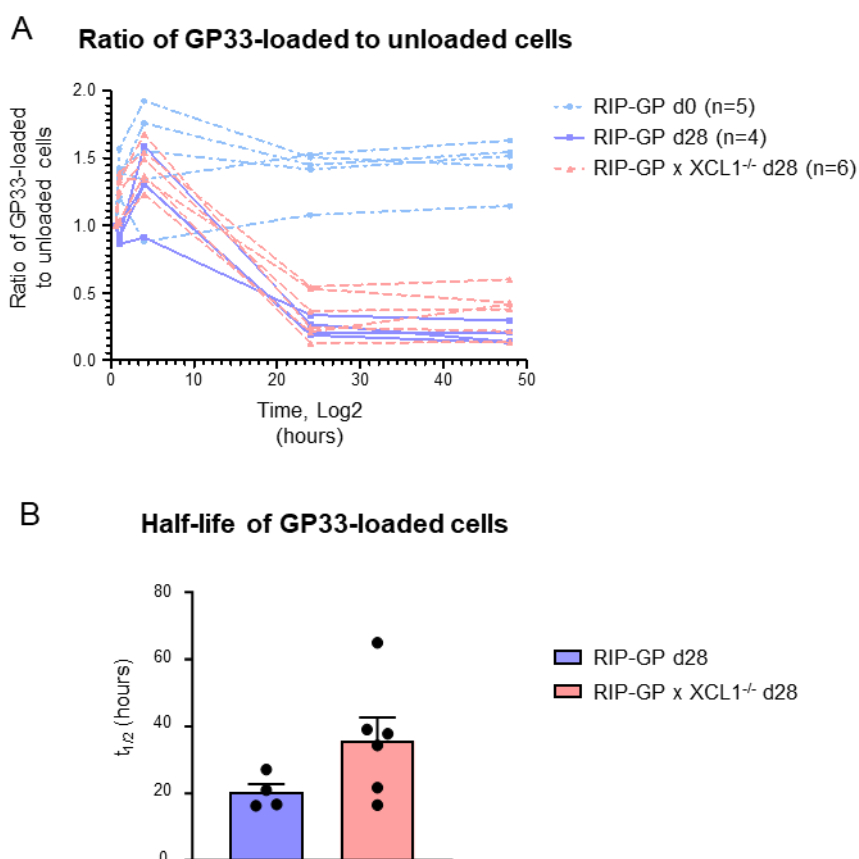 A
Ratio of GP33-loaded to unloaded cells
Ratio of GP33-loaded
to unloaded cells
2.0
1.5
1.0
0.5
0.0
0 10 20 30 40 50
Time, Log2
(hours)
RIP-GP d0 (n=5)
RIP-GP d28 (n=4)
RIP-GP x XCL1-/- d28 (n=6)
B
Half-life of GP33-loaded cells
t1/2 (hours)
80
60
40
20
0
RIP-GP d28
RIP-GP x XCL1-/- d28